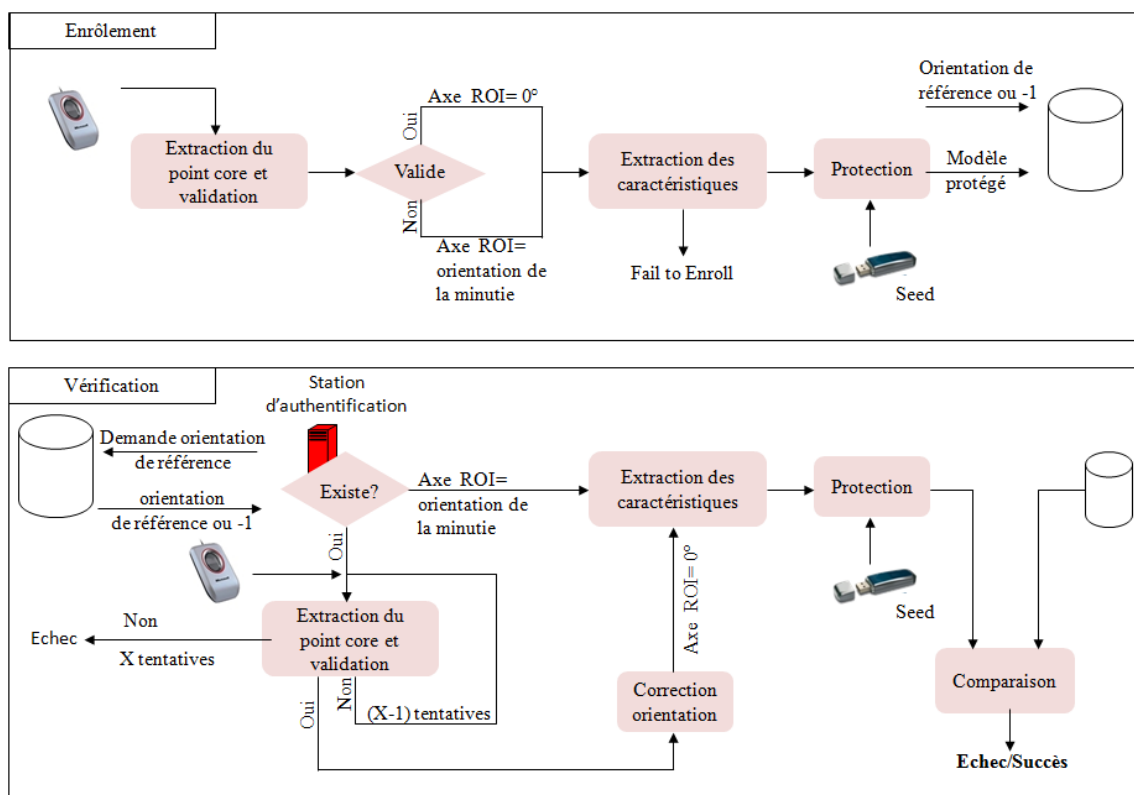 Enrôlement
Axe ROI= 0°
Oui
Extraction du
point core et
validation
Valide
Non
Axe ROI=
orientation de
la minutie
Extraction des
caractéristiques
Fail to Enroll
Protection
Seed
Orientation de
référence ou -1
Modèle
protégé
Vérification
Station
d'authentification
Demande orientation
de référence
orientation
de référence ou -1
Existe?
Axe ROI=
orientation de
la minutie
Oui
Extraction des
caractéristiques
Protection
Seed
Axe ROI= 0°
Extraction du
point core et
validation
Non
X tentatives
Echec
Oui
Non
(X-1) tentatives
Correction
orientation
Comparaison
Echec/Succès